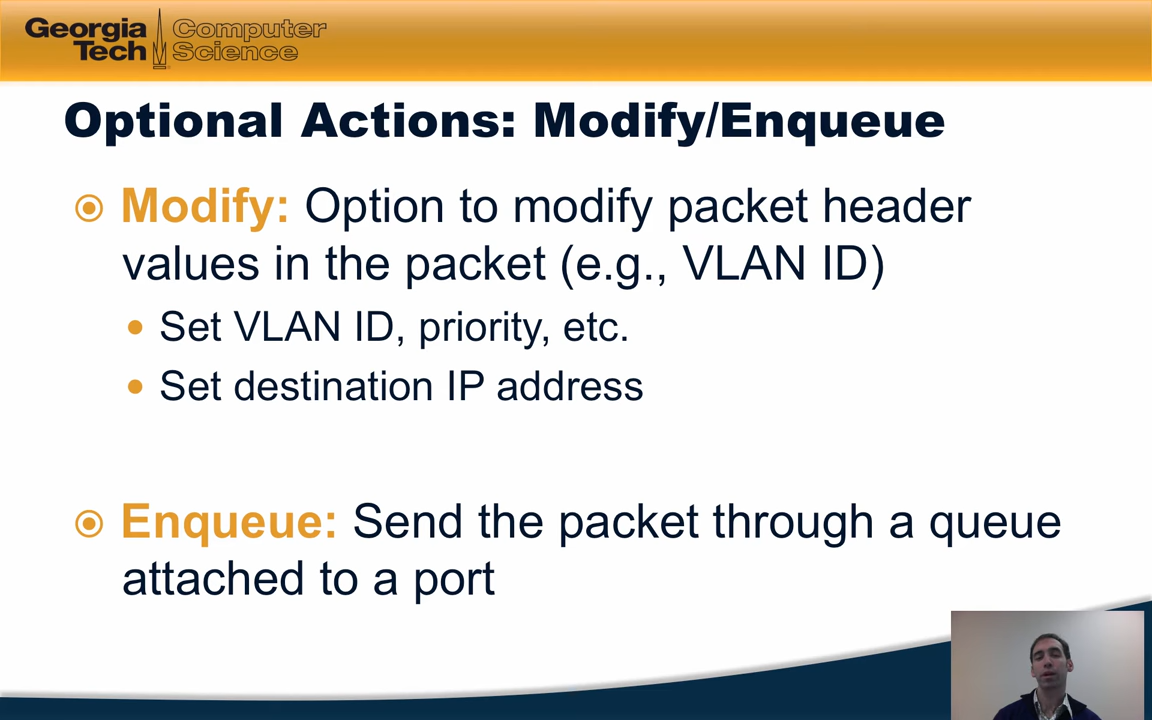 Georgia Tech
Computer Science
Optional Actions: Modify/Enqueue
Modify: Option to modify packet header
values in the packet (e.g., VLAN ID)
Set VLAN ID, priority, etc.
Set destination IP address
Enqueue: Send the packet through a queue
attached to a port